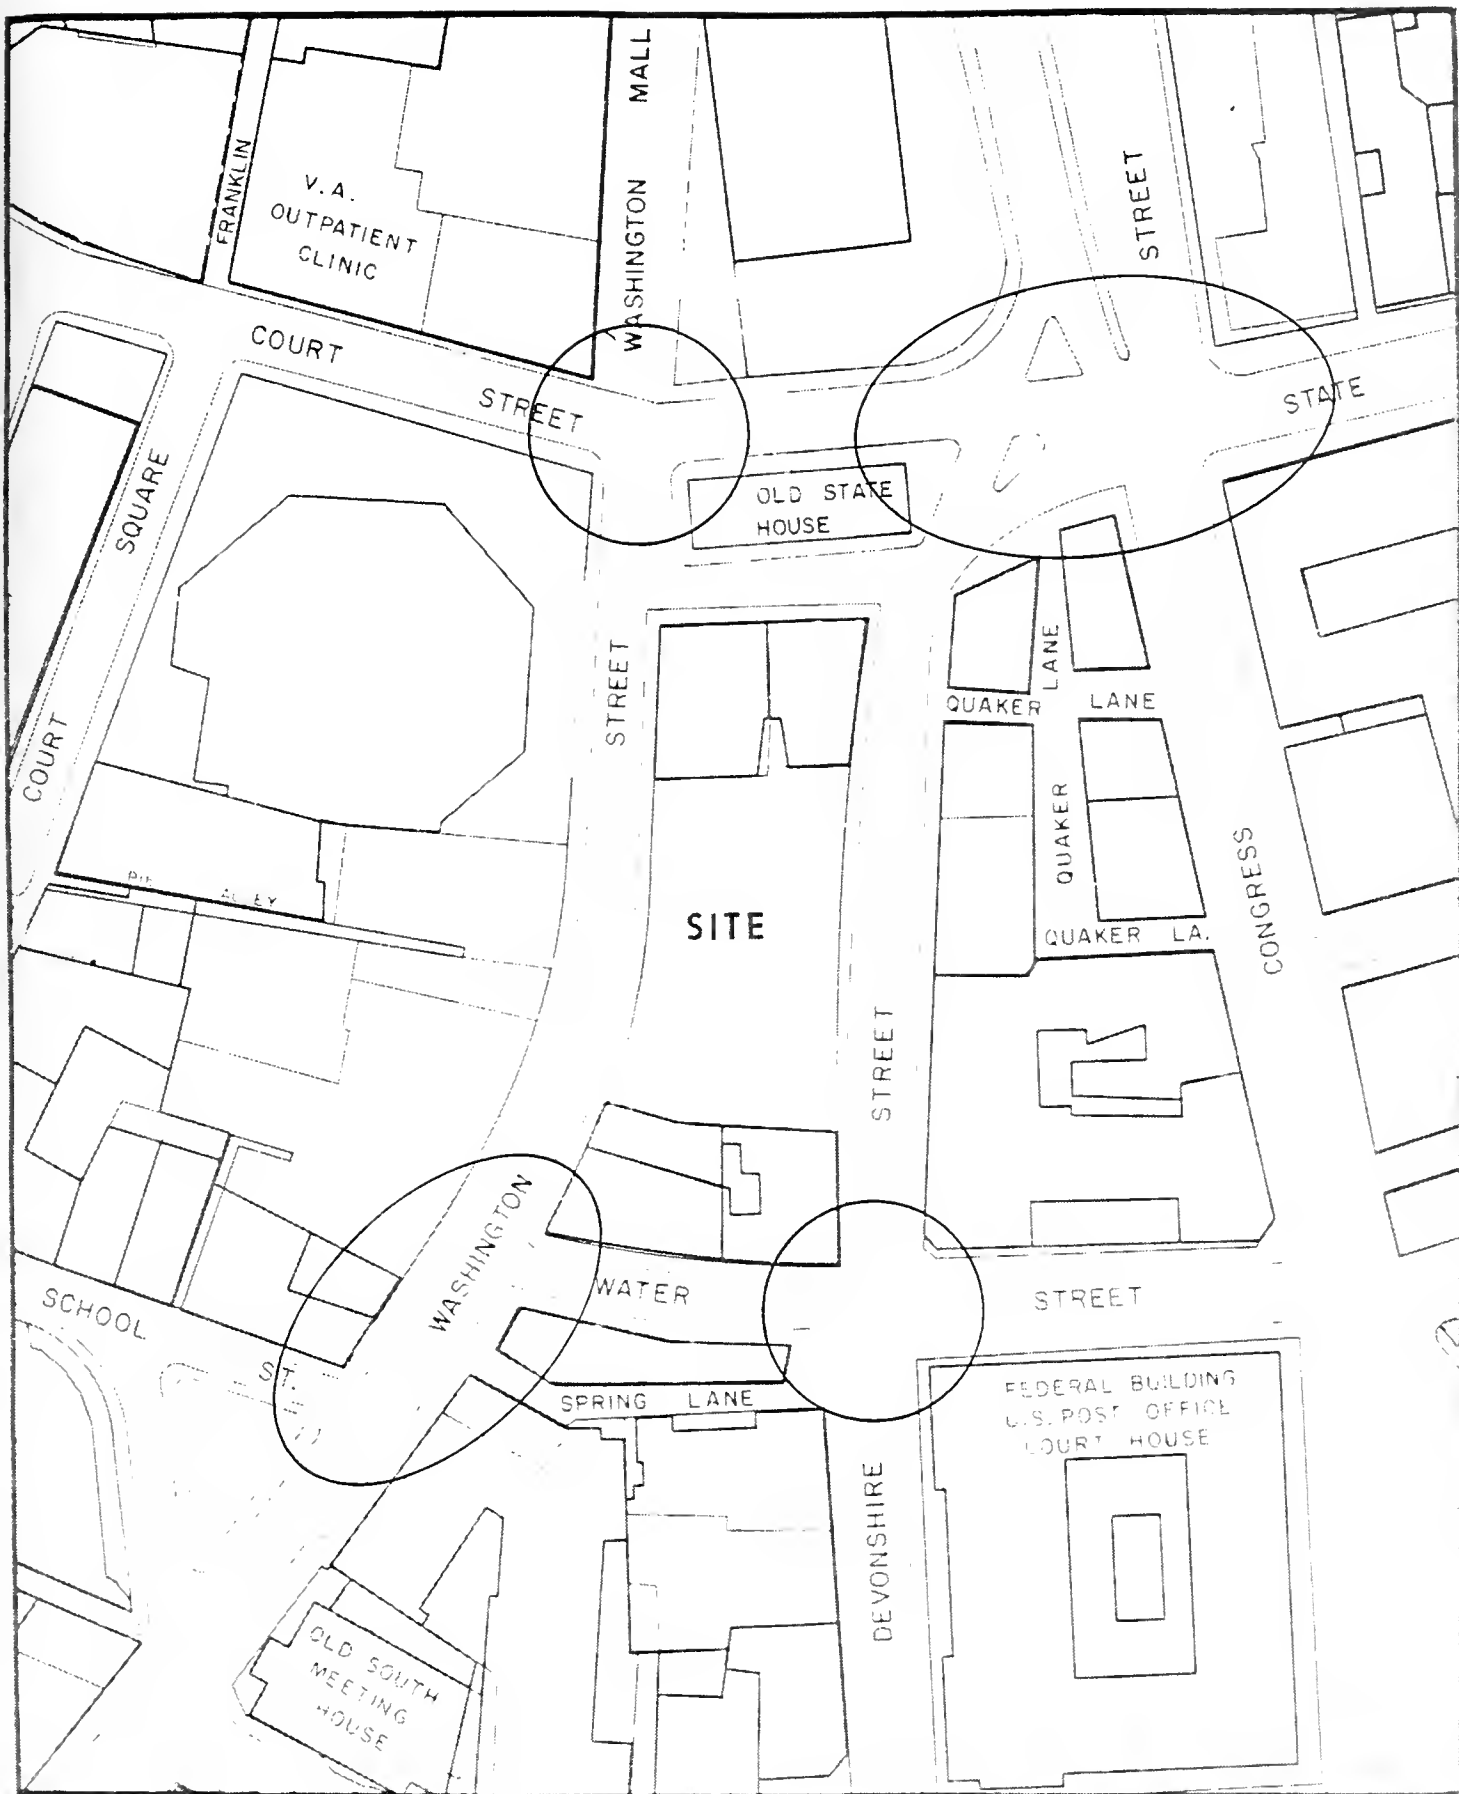 WASHINGTON MALL
FRANKLIN
V.A.
OUTPATIENT
CLINIC
STREET
COURT
STREET
STATE
COURT SQUARE
OLD STATE
HOUSE
STREET
LANE
QUAKER LANE
QUAKER
CONGRESS
ALLEY
SITE
QUAKER LA.
STREET
WASHINGTON
WATER STREET
SCHOOL
ST.
SPRING LANE
FEDERAL BUILDING
U.S. POST OFFICE
COURT HOUSE
DEVONSHIRE
OLD SOUTH
MEETING
HOUSE